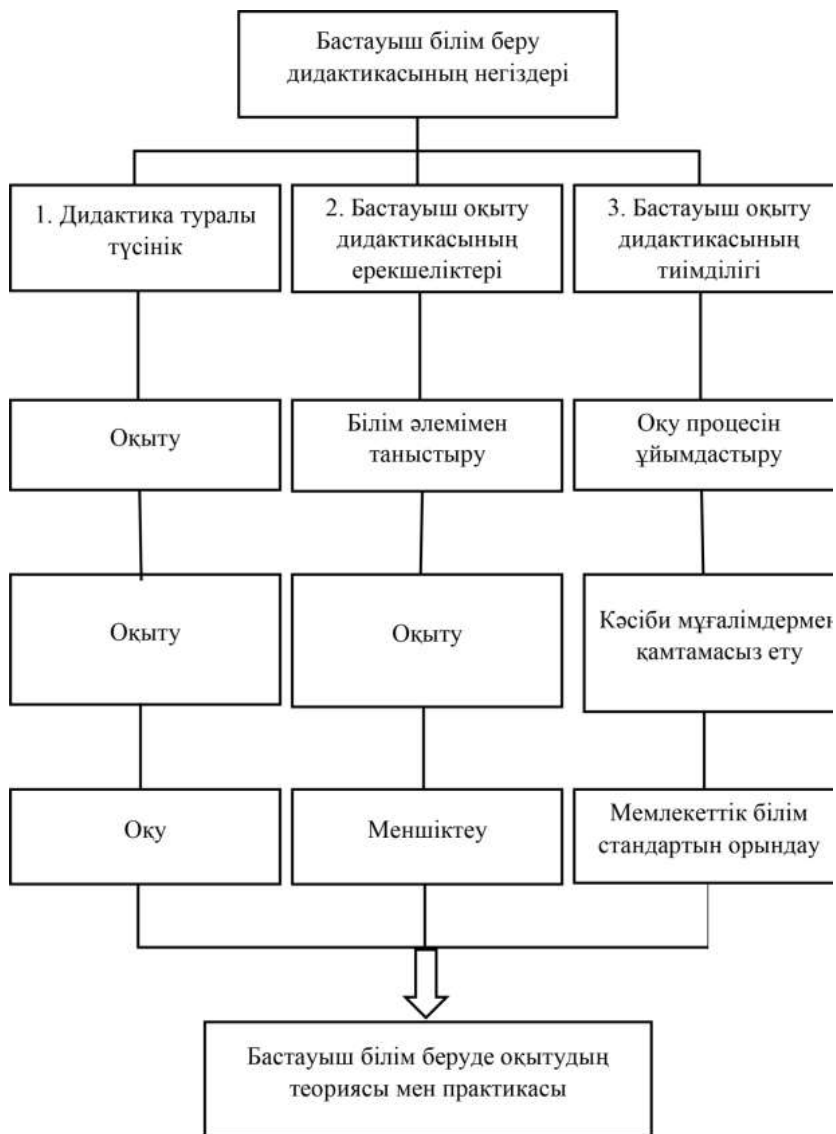 Бастауыш білім беру
дидактикасының негіздері
1. Дидактика туралы
түсінік
2. Бастауыш оқыту
дидактикасының
ерекшеліктері
3. Бастауыш оқыту
дидактикасының
тиімділігі
Оқыту
Білім әлемімен
таныстыру
Оқу процесін
ұйымдастыру
Оқыту
Оқыту
Кәсіби мұғалімдермен
қамтамасыз ету
Оқу
Меншіктеу
Мемлекеттік білім
стандартын орындау
Бастауыш білім беруде оқытудың
теориясы мен практикасы